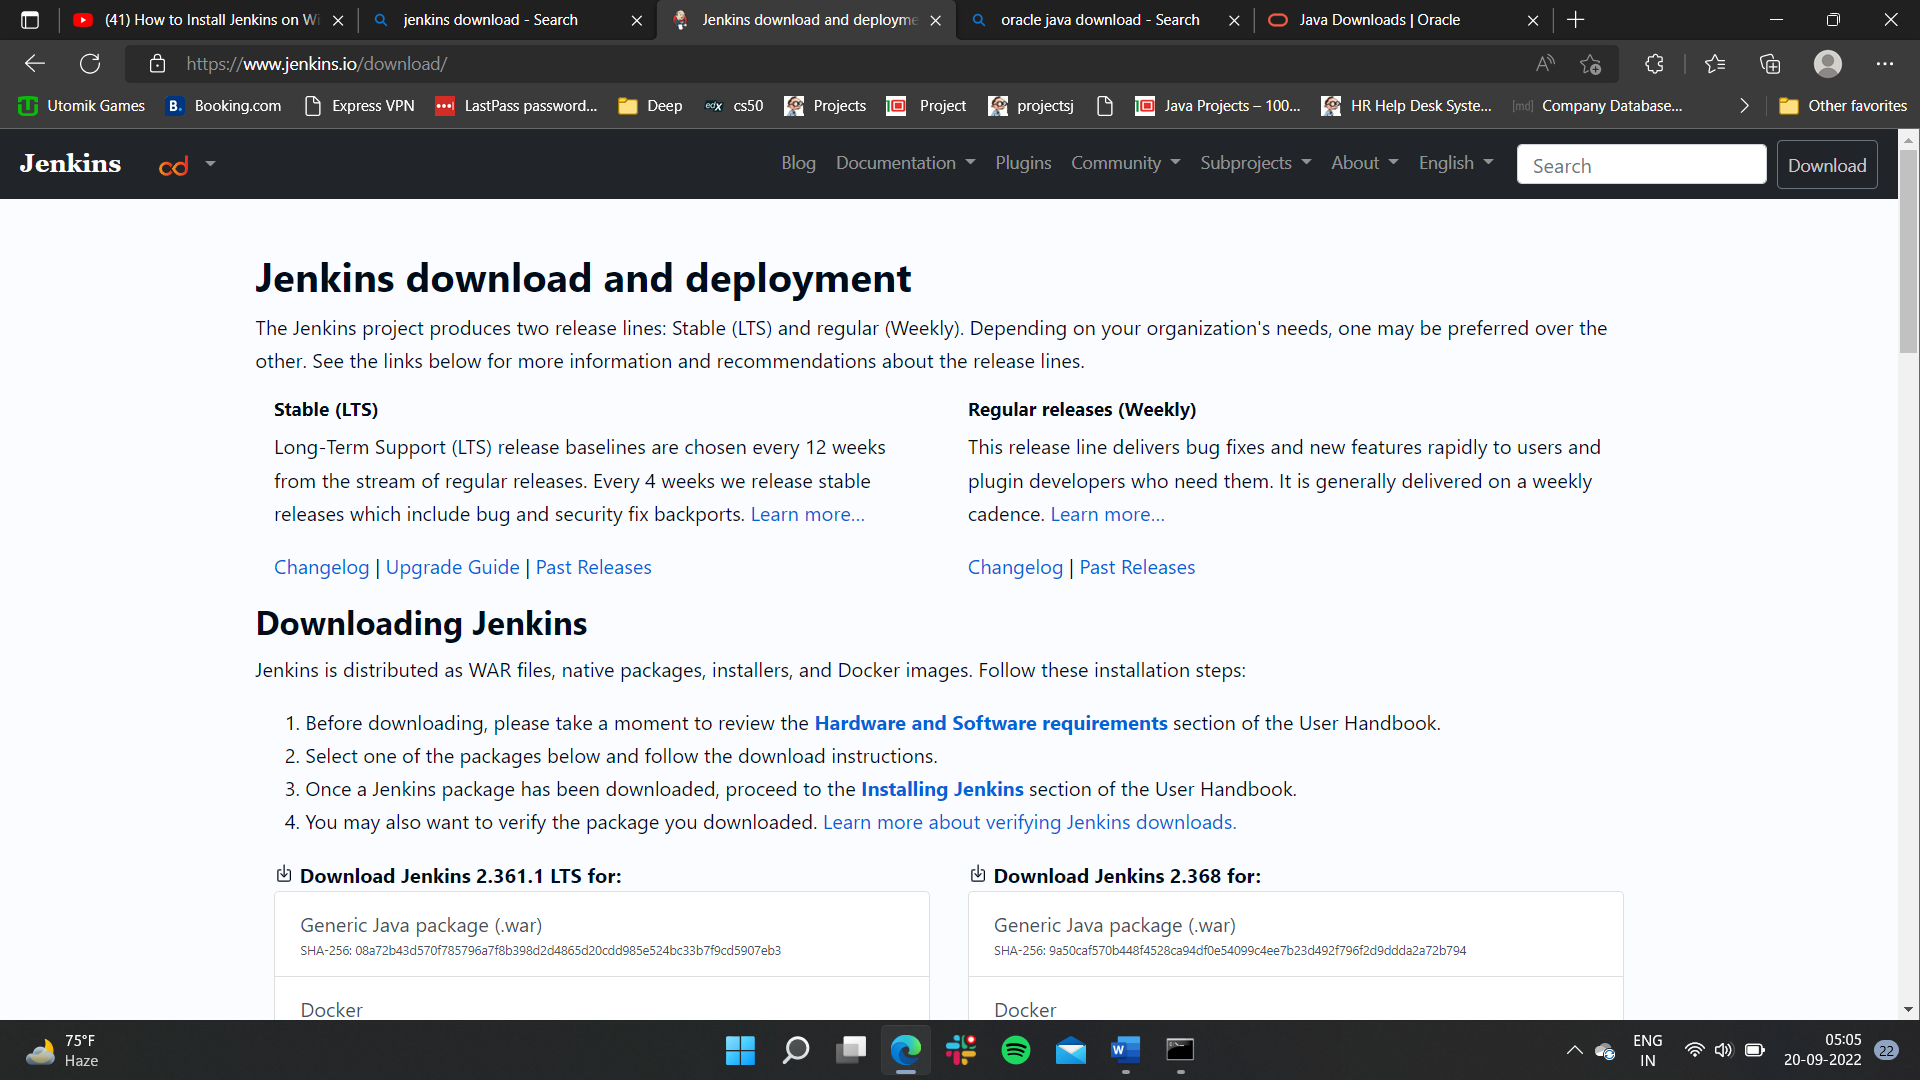 (41) How to Install Jenkins on Wi
jenkins download - Search
Jenkins download and deployme
oracle java download - Search
Java Downloads | Oracle
https://www.jenkins.io/download/
Utomik Games
Booking.com
Express VPN
LastPass password...
Deep
edX cs50
Projects
Project
projectsj
Java Projects – 100...
HR Help Desk Syste...
[md] Company Database...
Other favorites
Jenkins cd
Blog Documentation Plugins Community Subprojects About English Search Download
Jenkins download and deployment
The Jenkins project produces two release lines: Stable (LTS) and regular (Weekly). Depending on your organization's needs, one may be preferred over the
other. See the links below for more information and recommendations about the release lines.
Stable (LTS)
Long-Term Support (LTS) release baselines are chosen every 12 weeks
from the stream of regular releases. Every 4 weeks we release stable
releases which include bug and security fix backports. Learn more...
Changelog | Upgrade Guide | Past Releases
Regular releases (Weekly)
This release line delivers bug fixes and new features rapidly to users and
plugin developers who need them. It is generally delivered on a weekly
cadence. Learn more...
Changelog | Past Releases
Downloading Jenkins
Jenkins is distributed as WAR files, native packages, installers, and Docker images. Follow these installation steps:
1. Before downloading, please take a moment to review the Hardware and Software requirements section of the User Handbook.
2. Select one of the packages below and follow the download instructions.
3. Once a Jenkins package has been downloaded, proceed to the Installing Jenkins section of the User Handbook.
4. You may also want to verify the package you downloaded. Learn more about verifying Jenkins downloads.
Download Jenkins 2.361.1 LTS for:
Generic Java package (.war)
SHA-256: 08a72b43d570f785796a7f8b398d2d4865d20cdd985e524bc33b7f9cd5907eb3
Docker
Download Jenkins 2.368 for:
Generic Java package (.war)
SHA-256: 9a50caf570b448f4528ca94df0e54099c4ee7b23d492f796f2d9ddda2a72b794
Docker
75°F
Haze
ENG
IN
05:05
20-09-2022
22